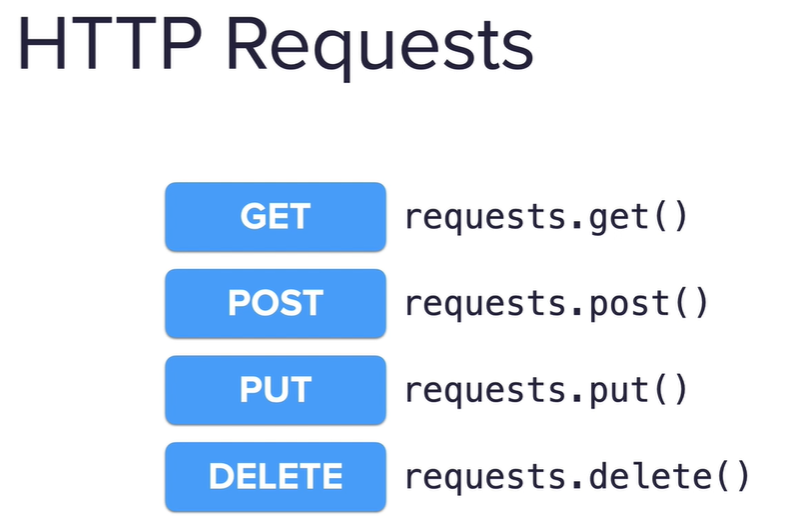 HTTP Requests
GET requests.get()
POST requests.post()
PUT requests.put()
DELETE requests.delete()